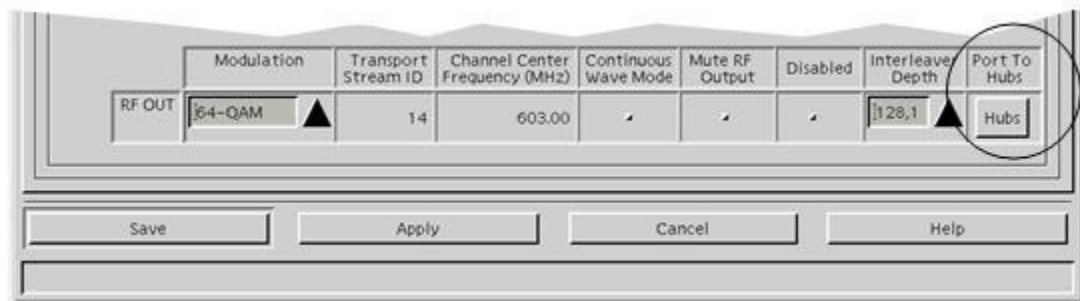 Modulation
Transport
Stream ID
Channel Center
Frequency (MHz)
Continuous
Wave Mode
Mute RF
Output
Disabled
Interleaver
Depth
Port To
Hubs
RF OUT
64-QAM
14
603.00
128,1
Hubs
Save
Apply
Cancel
Help